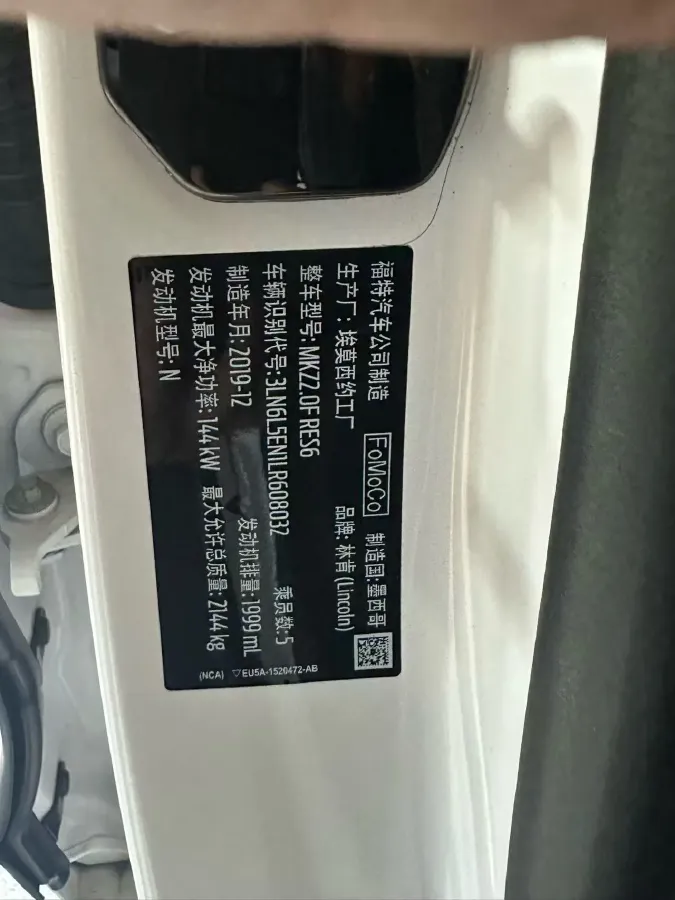 福特汽车公司制造 FoMoCo 制造国: 墨西哥
生产厂: 埃莫西约工厂 品牌: 林肯 (Lincoln)
整车型号: MKZ2.0FRES6
车辆识别代号: 3LN6L5EN1LR608032 乘员数: 5
制造年月: 2019-12 发动机排量: 1999 mL
发动机最大净功率: 144 kW 最大允许总质量: 2144 kg
发动机型号: N
(NCA) ▽EU5A-1520472-AB